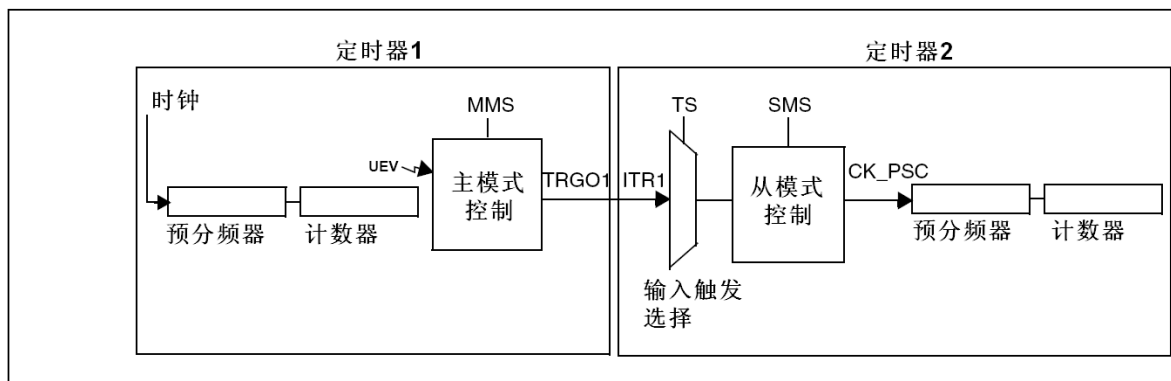 定时器1
定时器2
时钟
MMS
TS
SMS
UEV
主模式
控制
TRGO1
ITR1
从模式
控制
CK_PSC
预分频器
计数器
预分频器
计数器
输入触发
选择